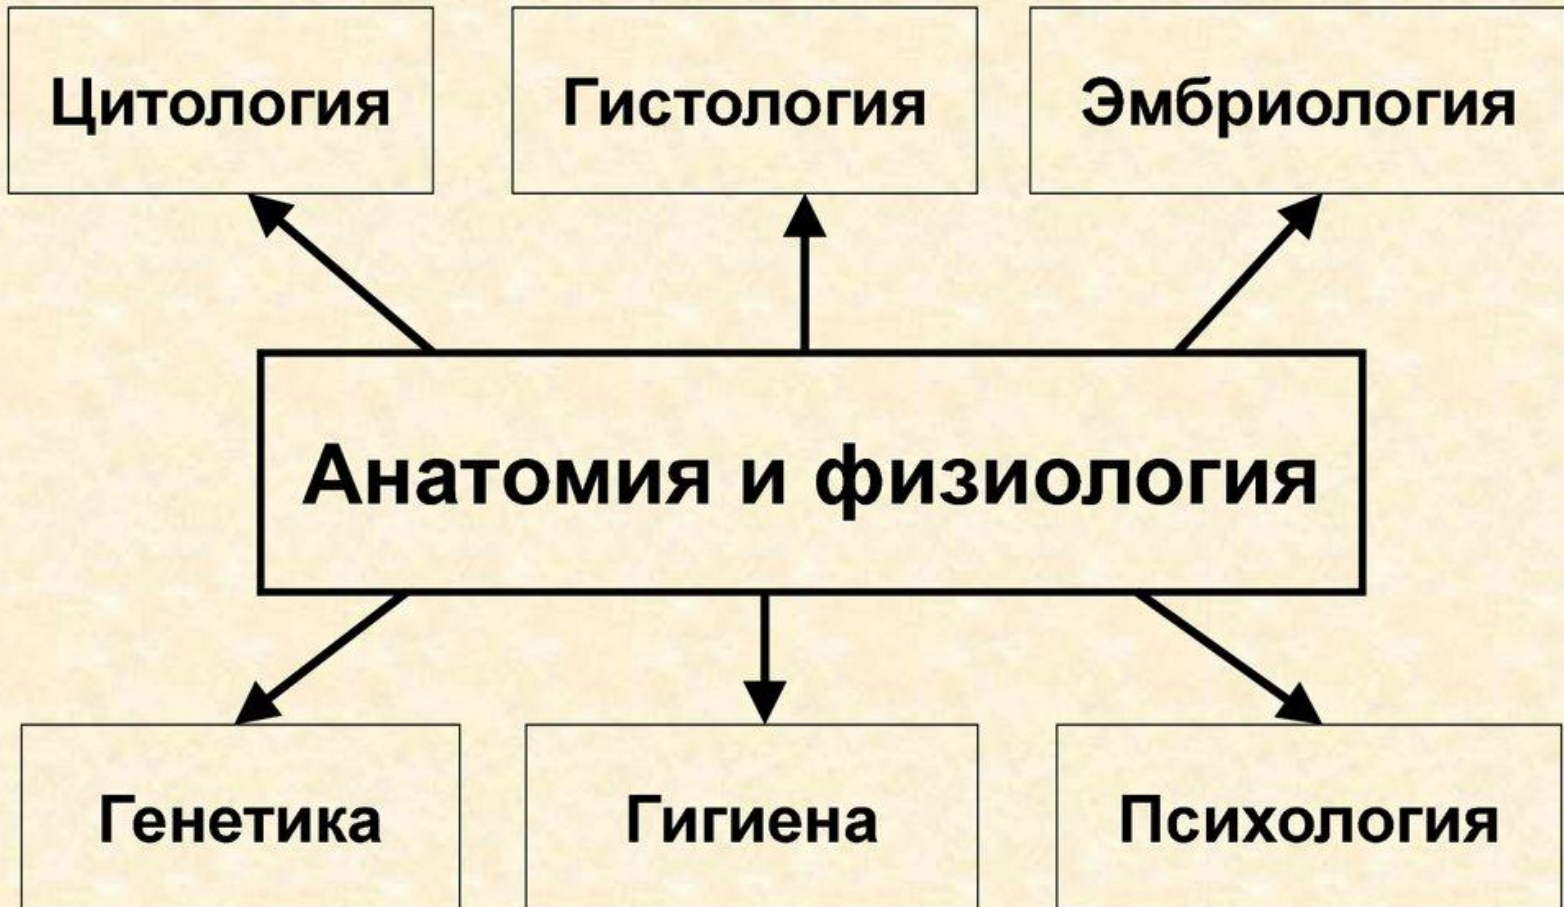 Цитология
Гистология
Эмбриология
Анатомия и физиология
Генетика
Гигиена
Психология